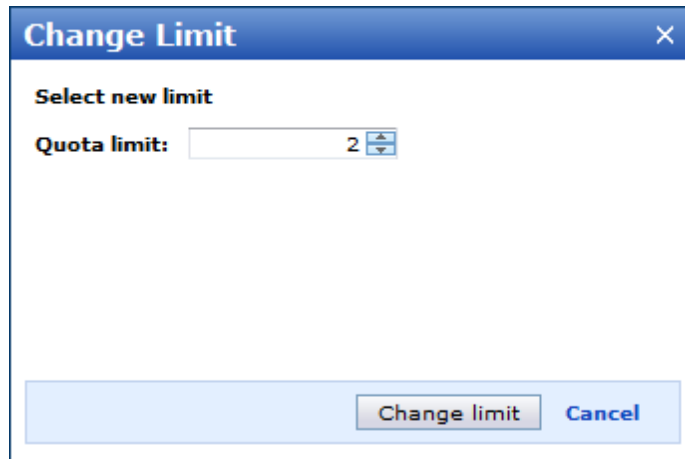 Change Limit
Select new limit
Quota limit: 2
Change limit Cancel